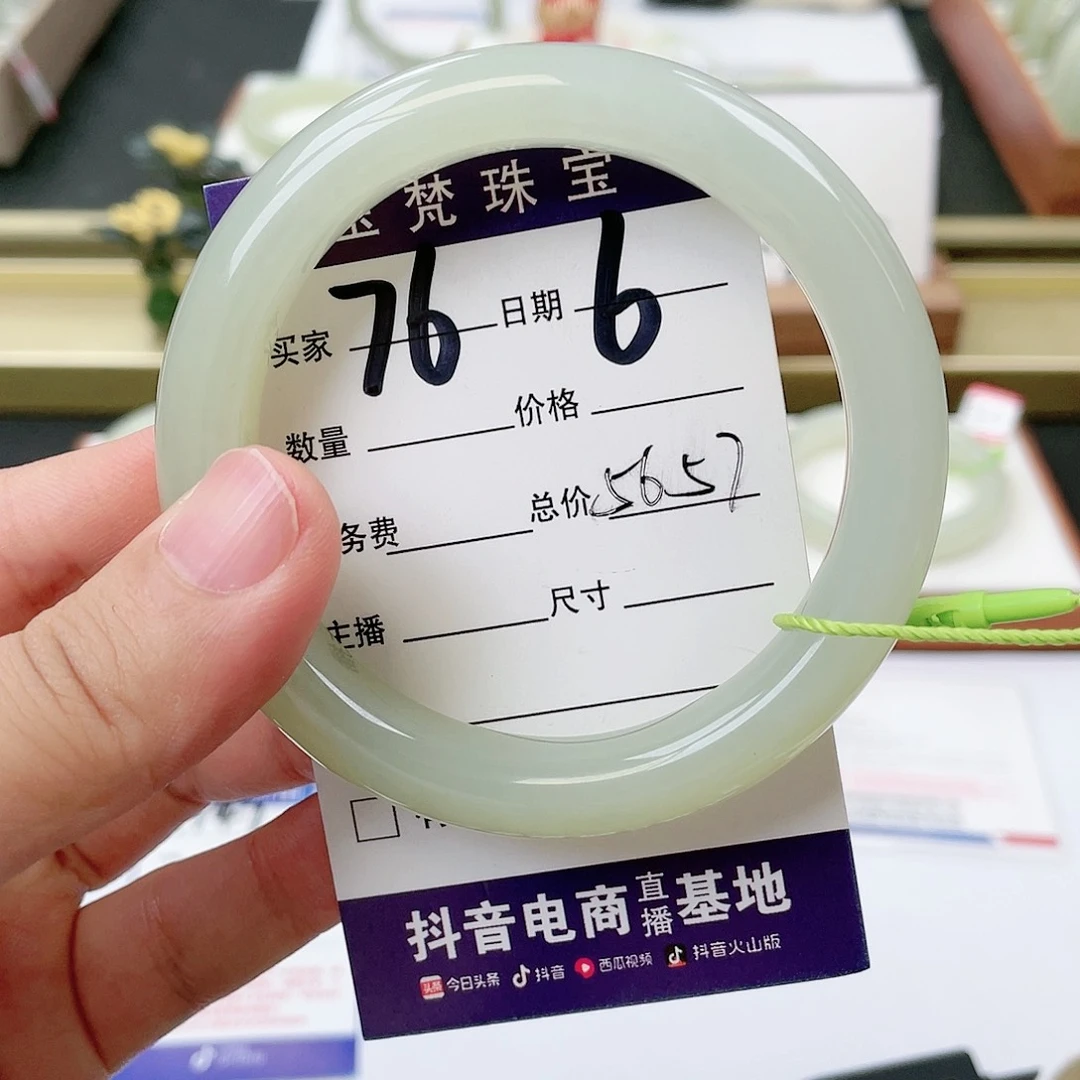 梵珠宝
买家 76 日期 6
数量 价格
务费 总价 5657
主播 尺寸
抖音电商直播基地
头条 今日头条 抖音 西瓜视频 抖音火山版